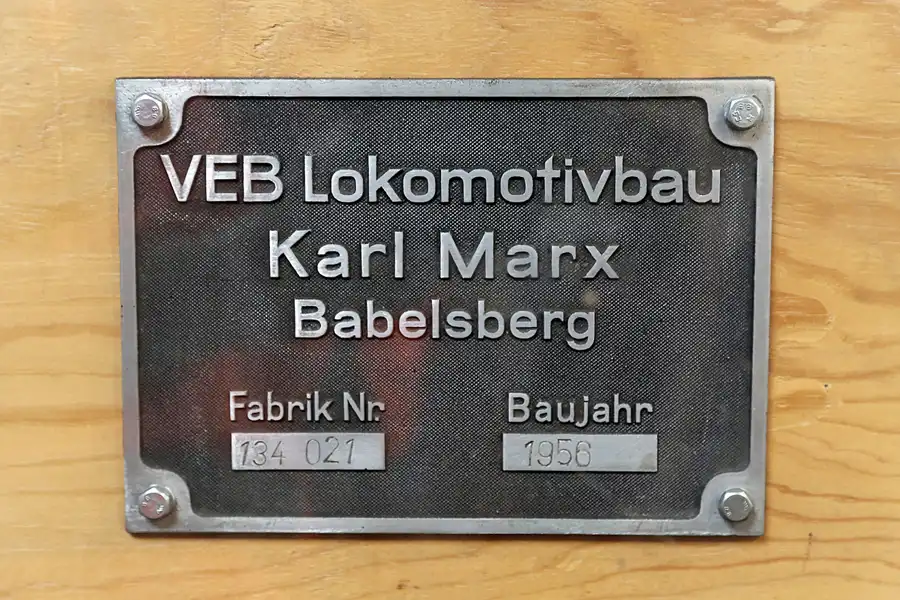 VEB Lokomotivbau
Karl Marx
Babelsberg
Fabrik Nr. Baujahr
134 021 1956